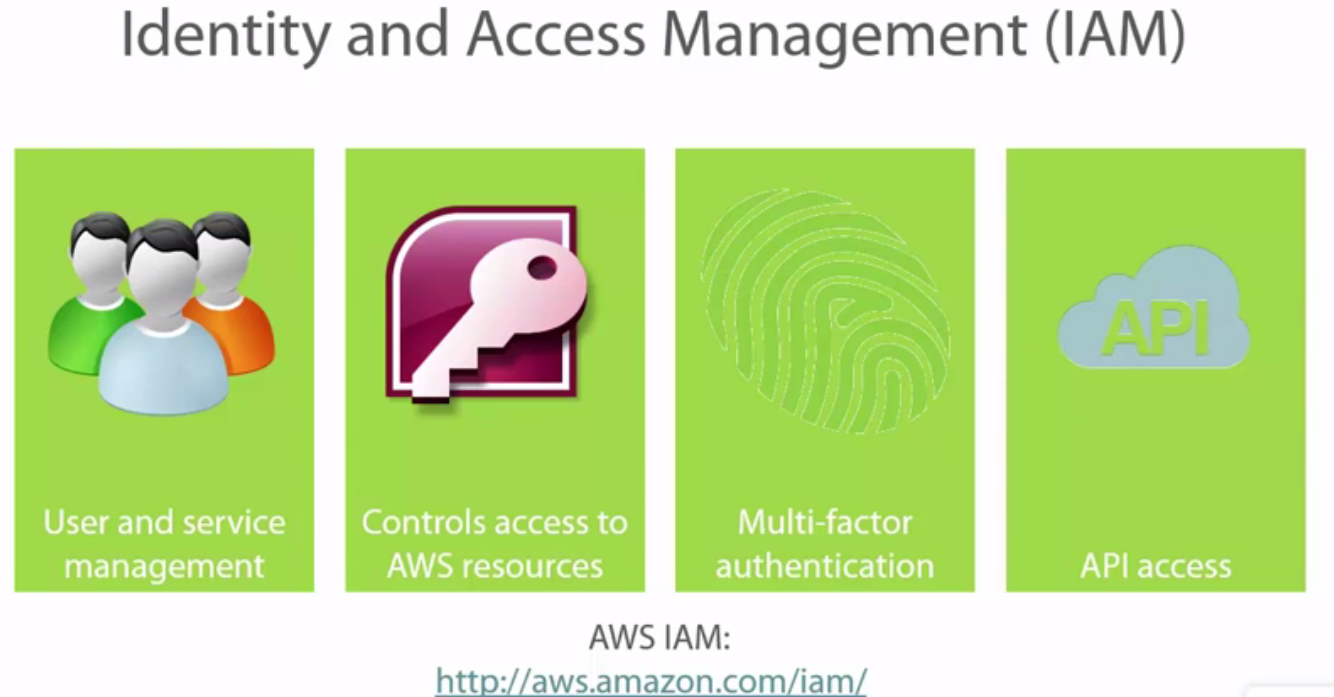 Identity and Access Management (IAM)
API
User and service
management
Controls access to
AWS resources
Multi-factor
authentication
API access
AWS IAM:
http://aws.amazon.com/iam/